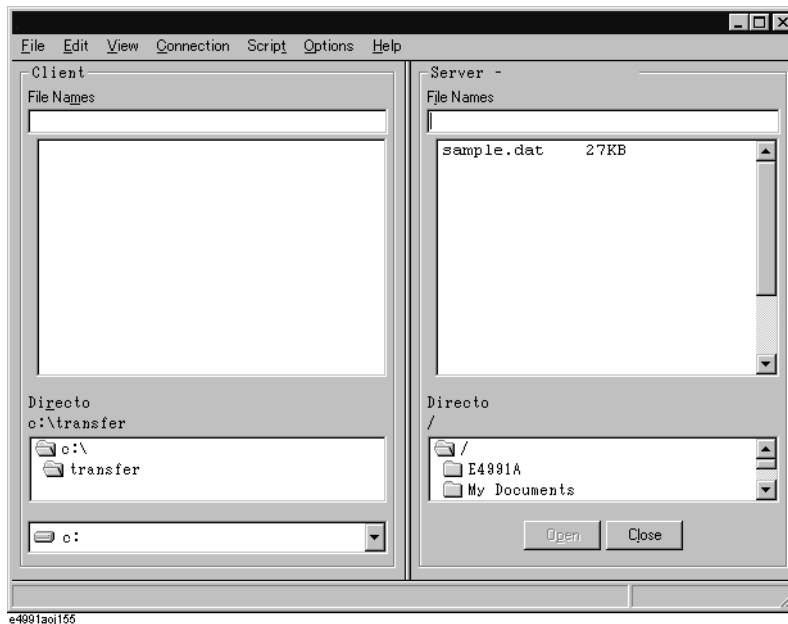 File Edit View Connection Script Options Help
Client
File Names
Directo
c:\transfer
c:\
transfer
c:
Server -
File Names
sample.dat 27KB
Directo
/
/
E4991A
My Documents
Open Close
e4991aoj155